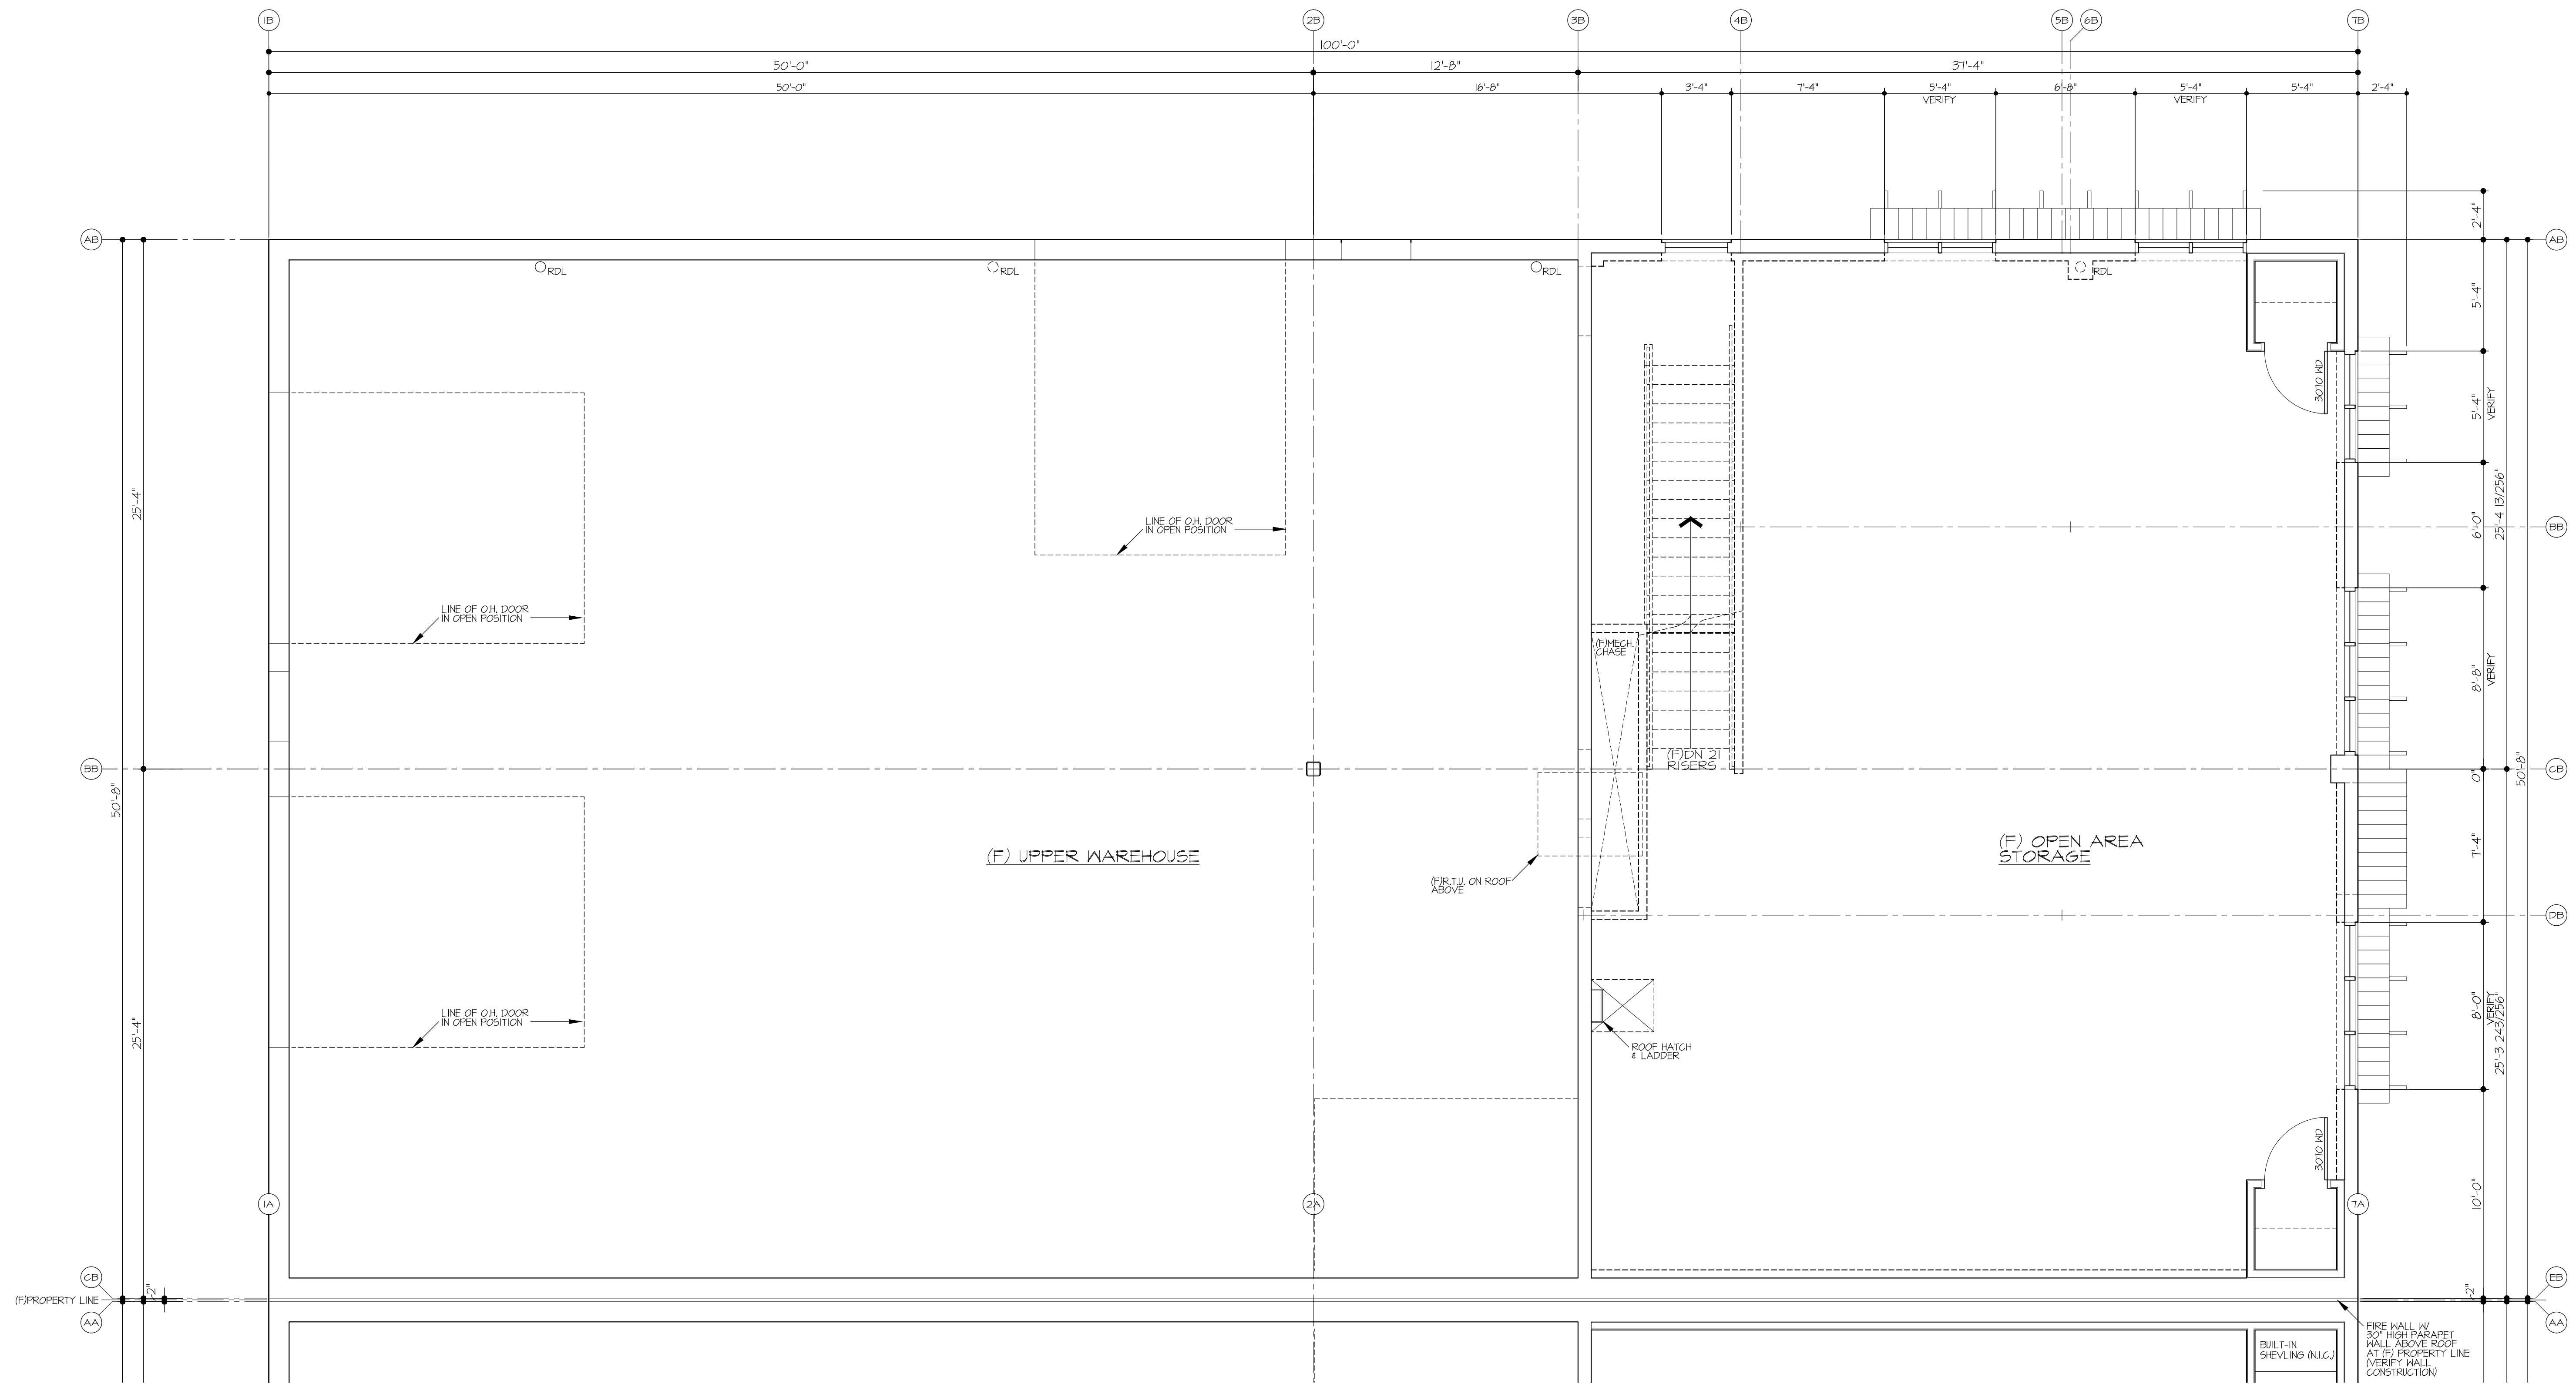 1B
2B
3B
4B
5B
6B
7B
100'-0"
50'-0"
12'-8"
37'-4"
50'-0"
16'-8"
3'-4"
7'-4"
5'-4"
VERIFY
6'-8"
5'-4"
VERIFY
5'-4"
2'-4"
2'-4"
AB
AB
RDL
RDL
RDL
RDL
5'-4"
3070 WD
5'-4"
VERIFY
25'-4"
25'-4 13/256"
LINE OF O.H. DOOR
IN OPEN POSITION
6'-0"
BB
LINE OF O.H. DOOR
IN OPEN POSITION
(F)MECH.
CHASE
8'-8"
VERIFY
(F)DN 21
RISERS
BB
0"
CB
50'-8"
50'-8"
(F) UPPER WAREHOUSE
(F) OPEN AREA
STORAGE
7'-4"
(F)R.T.U. ON ROOF
ABOVE
DB
LINE OF O.H. DOOR
IN OPEN POSITION
25'-4"
8'-0"
VERIFY
25'-3 243/256"
ROOF HATCH
& LADDER
3070 WD
1A
2A
7A
10'-0"
CB
EB
2"
2"
(F)PROPERTY LINE
AA
AA
FIRE WALL W/
30" HIGH PARAPET
WALL ABOVE ROOF
AT (F) PROPERTY LINE
(VERIFY WALL
CONSTRUCTION)
BUILT-IN
SHEVLING (N.I.C.)